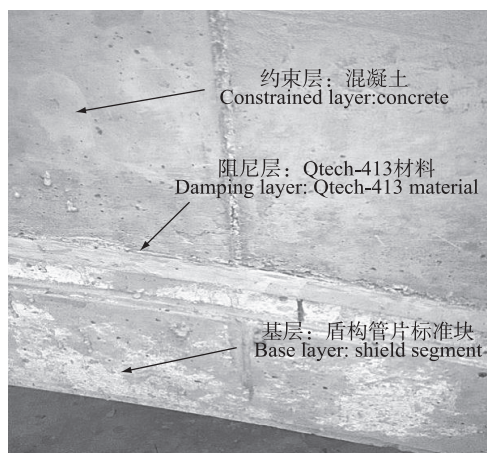 约束层：混凝土
Constrained layer:concrete
阻尼层：Qtech-413材料
Damping layer: Qtech-413 material
基层：盾构管片标准块
Base layer: shield segment